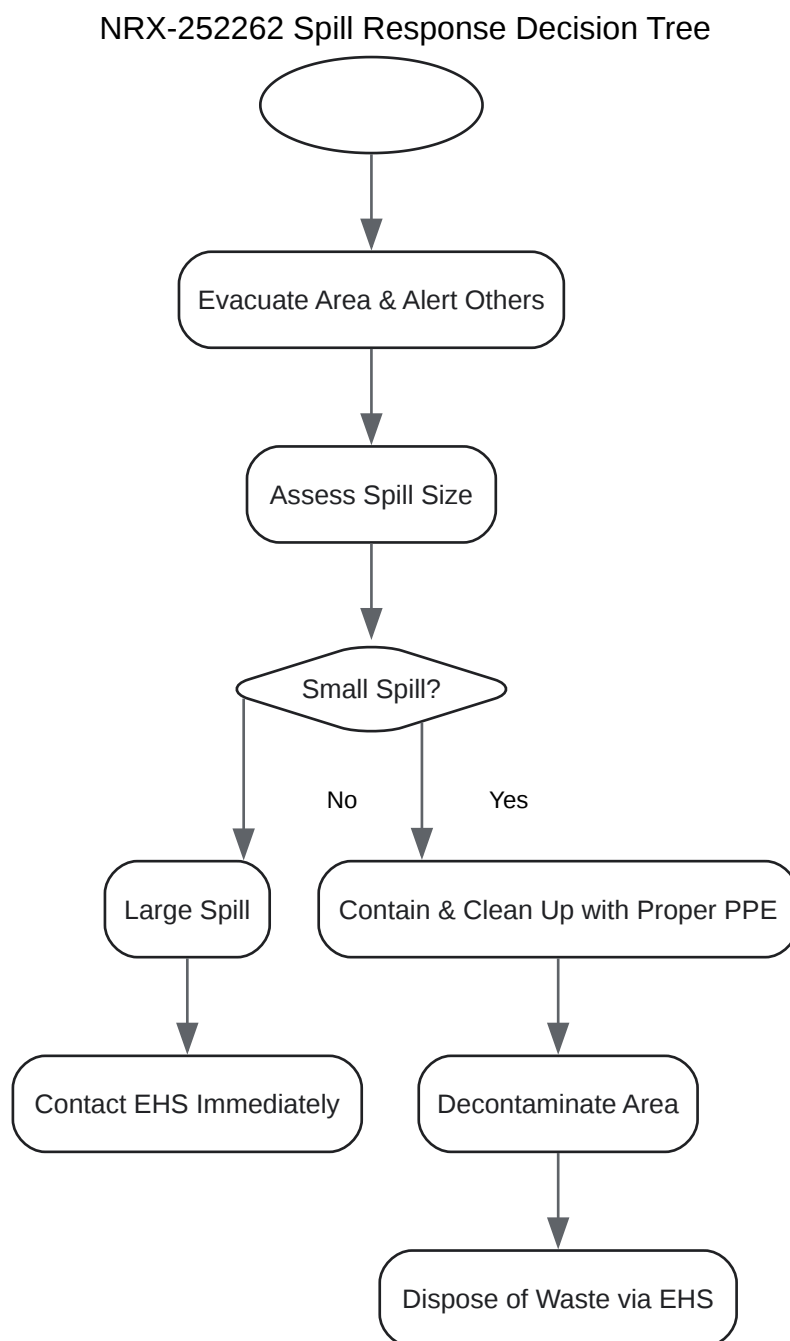 NRX-252262 Spill Response Decision Tree
Evacuate Area & Alert Others
Assess Spill Size
Small Spill?
No
Yes
Large Spill
Contain & Clean Up with Proper PPE
Contact EHS Immediately
Decontaminate Area
Dispose of Waste via EHS